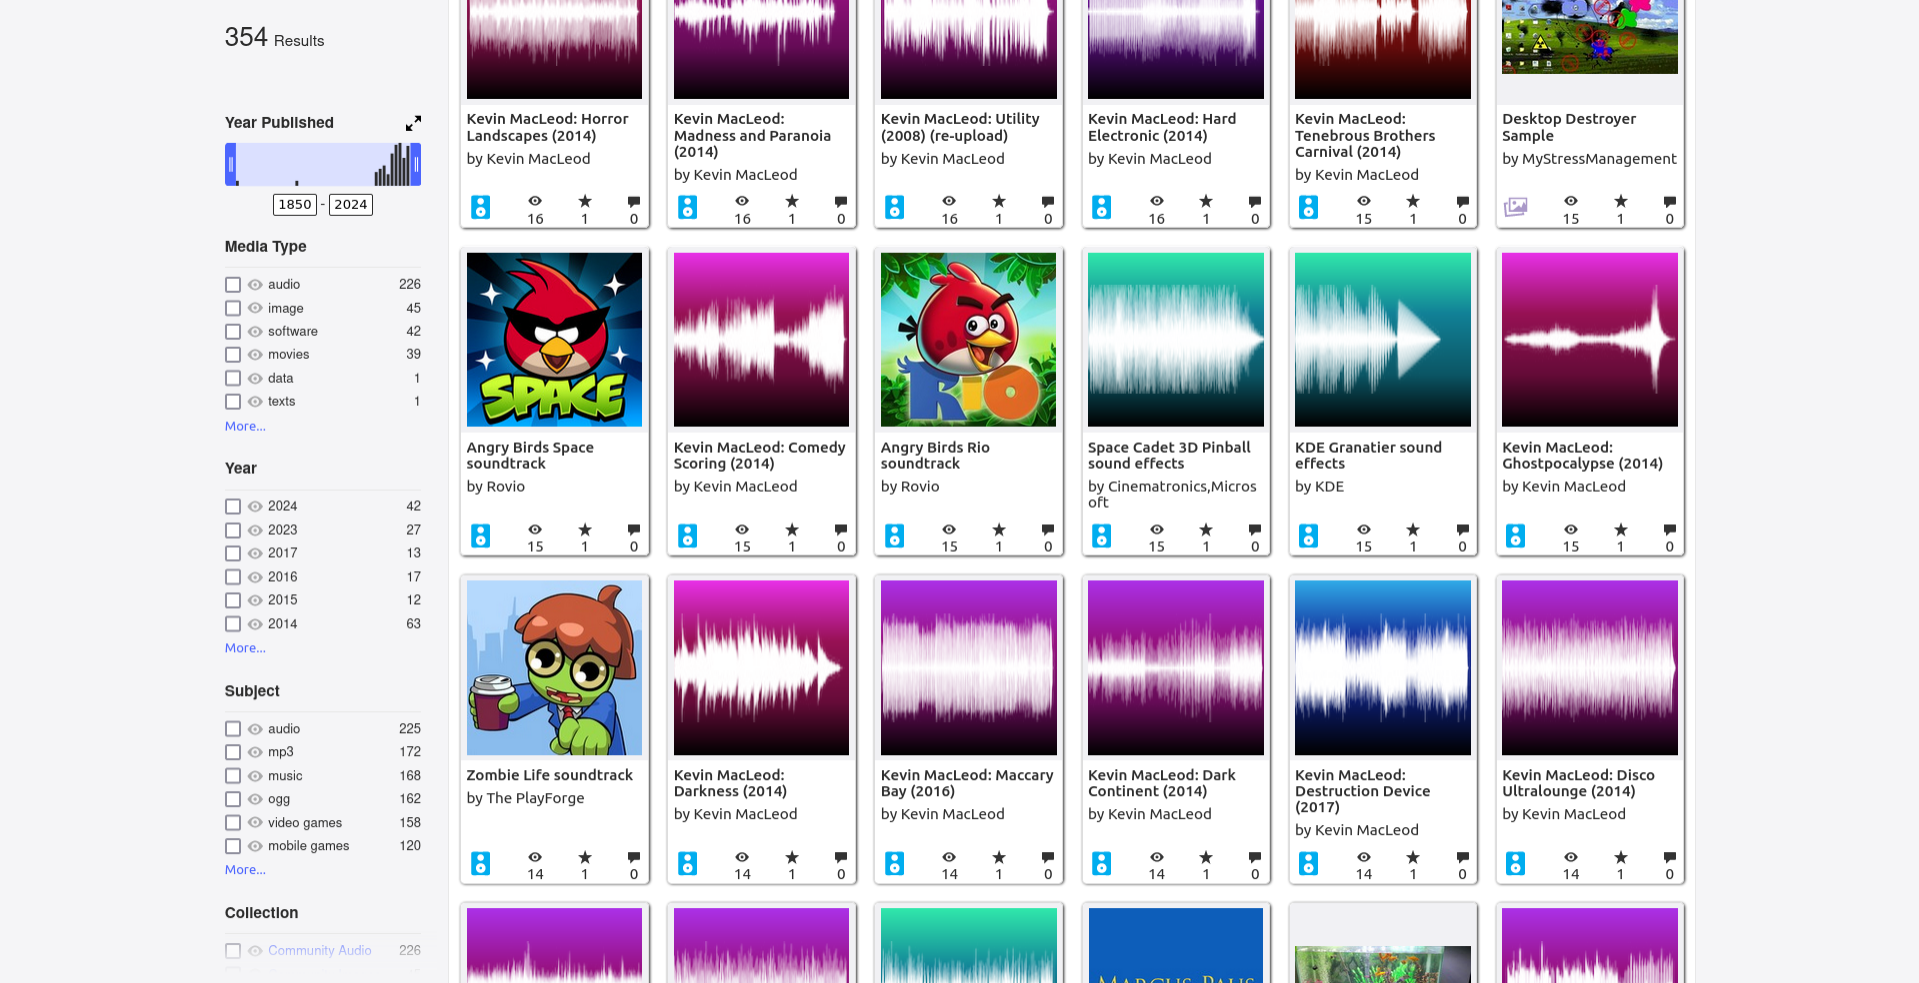 354 Results
Year Published
1850 - 2024
Media Type
audio 226
image 45
software 42
movies 39
data 1
texts 1
More...
Year
2024 42
2023 27
2017 13
2016 17
2015 12
2014 63
More...
Subject
audio 225
mp3 172
music 168
ogg 162
video games 158
mobile games 120
More...
Collection
Community Audio 226
Kevin MacLeod: Horror
Landscapes (2014)
by Kevin MacLeod
16 1 0
Kevin MacLeod:
Madness and Paranoia
(2014)
by Kevin MacLeod
16 1 0
Kevin MacLeod: Utility
(2008) (re-upload)
by Kevin MacLeod
16 1 0
Kevin MacLeod: Hard
Electronic (2014)
by Kevin MacLeod
16 1 0
Kevin MacLeod:
Tenebrous Brothers
Carnival (2014)
by Kevin MacLeod
15 1 0
Desktop Destroyer
Sample
by MyStressManagement
15 1 0
SPACE
Angry Birds Space
soundtrack
by Rovio
15 1 0
Kevin MacLeod: Comedy
Scoring (2014)
by Kevin MacLeod
15 1 0
RIO
Angry Birds Rio
soundtrack
by Rovio
15 1 0
Space Cadet 3D Pinball
sound effects
by Cinematronics,Micros
oft
15 1 0
KDE Granatier sound
effects
by KDE
15 1 0
Kevin MacLeod:
Ghostpocalypse (2014)
by Kevin MacLeod
15 1 0
Zombie Life soundtrack
by The PlayForge
14 1 0
Kevin MacLeod:
Darkness (2014)
by Kevin MacLeod
14 1 0
Kevin MacLeod: Maccary
Bay (2016)
by Kevin MacLeod
14 1 0
Kevin MacLeod: Dark
Continent (2014)
by Kevin MacLeod
14 1 0
Kevin MacLeod:
Destruction Device
(2017)
by Kevin MacLeod
14 1 0
Kevin MacLeod: Disco
Ultralounge (2014)
by Kevin MacLeod
14 1 0
MARCUS PAUS